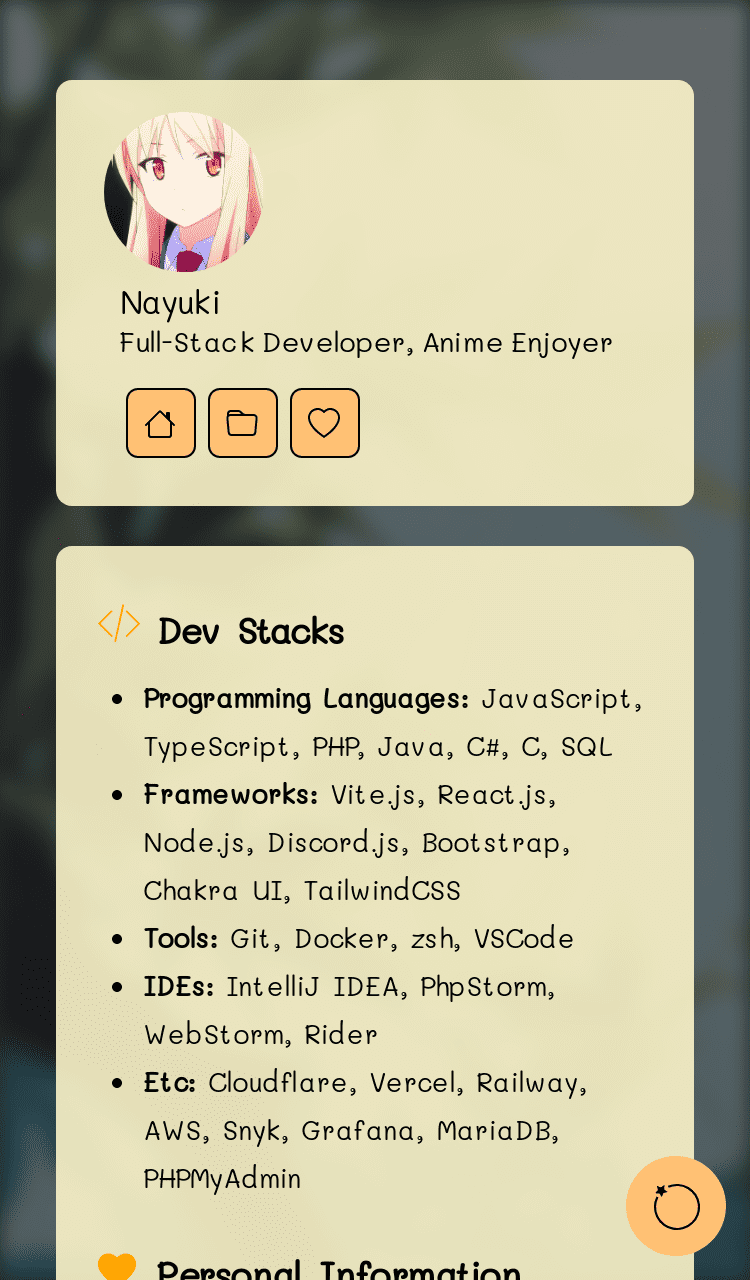 Nayuki
Full-Stack Developer, Anime Enjoyer
Dev Stacks
Programming Languages: JavaScript,
TypeScript, PHP, Java, C#, C, SQL
Frameworks: Vite.js, React.js,
Node.js, Discord.js, Bootstrap,
Chakra UI, TailwindCSS
Tools: Git, Docker, zsh, VSCode
IDEs: IntelliJ IDEA, PhpStorm,
WebStorm, Rider
Etc: Cloudflare, Vercel, Railway,
AWS, Snyk, Grafana, MariaDB,
PHPMyAdmin
Personal Information